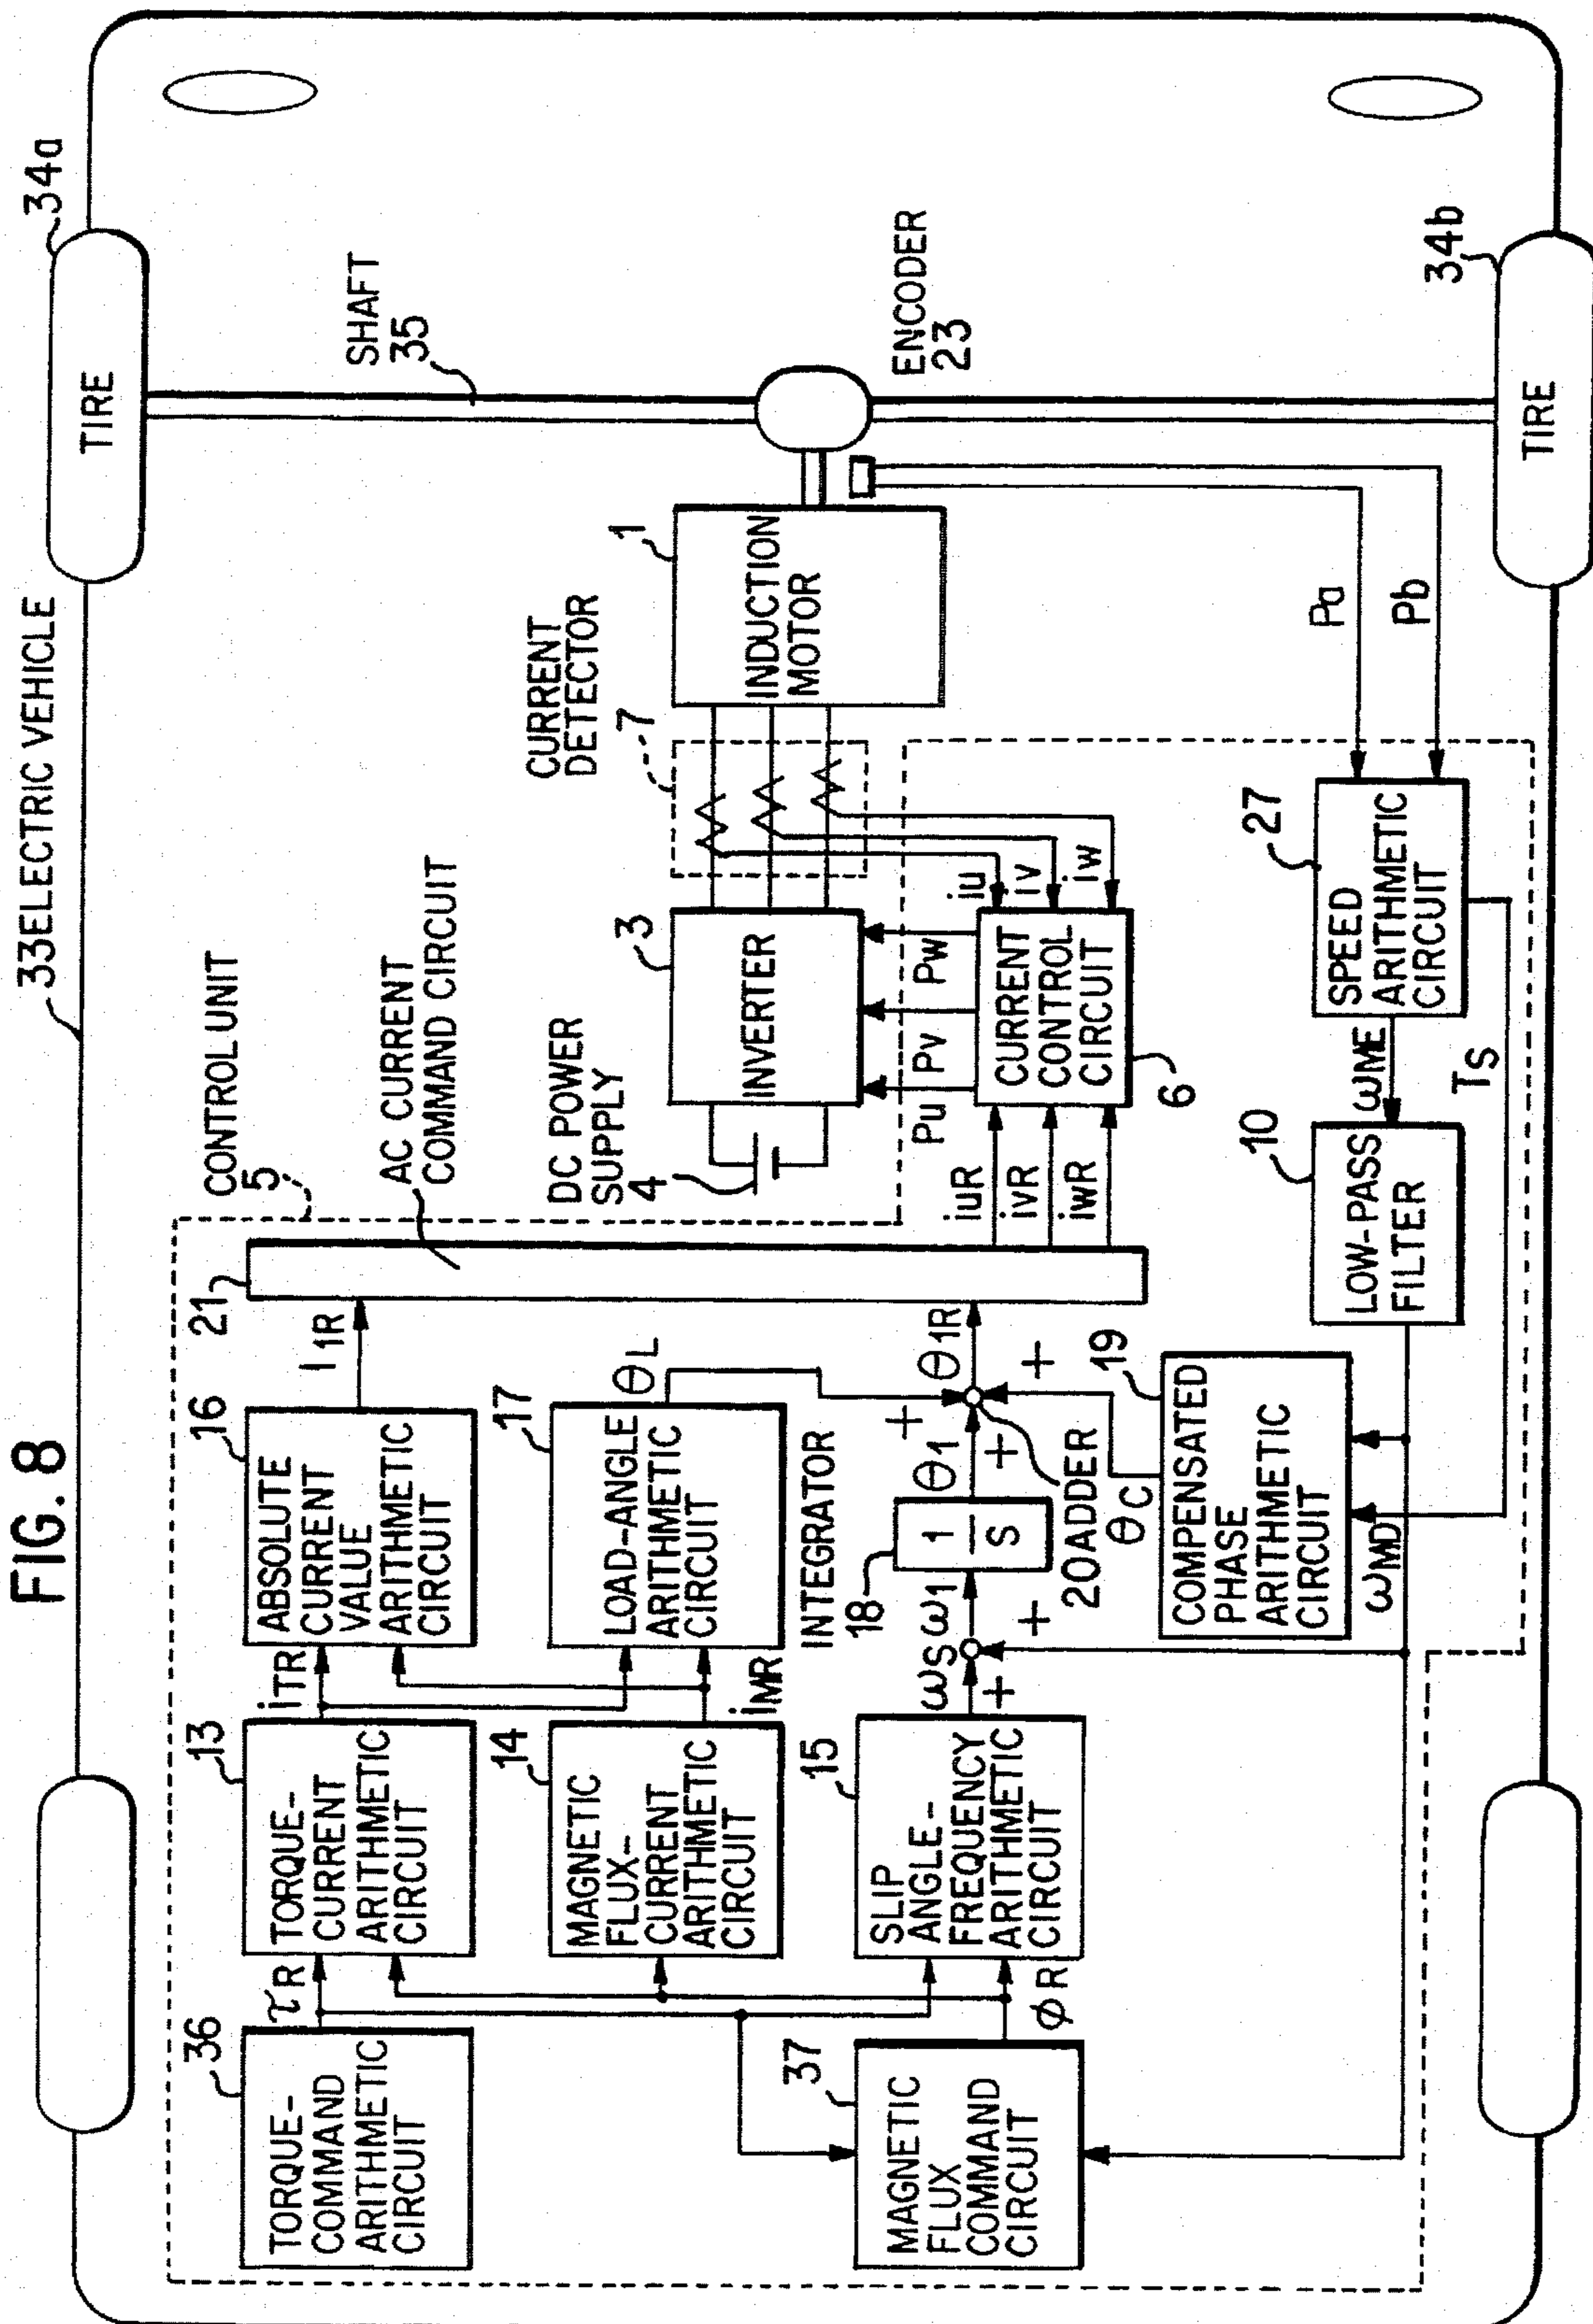 FIG. 8
33 ELECTRIC VEHICLE
34a
TIRE
SHAFT
35
ENCODER
23
34b
TIRE
CONTROL UNIT
5
AC CURRENT
COMMAND CIRCUIT
21
36
TORQUE-
COMMAND
ARITHMETIC
CIRCUIT
τR
13
TORQUE-
CURRENT
ARITHMETIC
CIRCUIT
iTR
16
ABSOLUTE
CURRENT
VALUE
ARITHMETIC
CIRCUIT
I1R
14
MAGNETIC
FLUX-
CURRENT
ARITHMETIC
CIRCUIT
iMR
17
LOAD-ANGLE
ARITHMETIC
CIRCUIT
θL
37
MAGNETIC
FLUX
COMMAND
CIRCUIT
φR
15
SLIP
ANGLE-
FREQUENCY
ARITHMETIC
CIRCUIT
ωS
+
+
ω1
INTEGRATOR
18
1
S
θ1
+
+
+
θ1R
20 ADDER
θC
19
COMPENSATED
PHASE
ARITHMETIC
CIRCUIT
ωMD
10
LOW-PASS
FILTER
ωME
TS
27
SPEED
ARITHMETIC
CIRCUIT
Pa
Pb
DC POWER
SUPPLY
4
3
INVERTER
CURRENT
DETECTOR
7
1
INDUCTION
MOTOR
Pu
Pv
Pw
iuR
ivR
iwR
CURRENT
CONTROL
CIRCUIT
6
iu
iv
iw